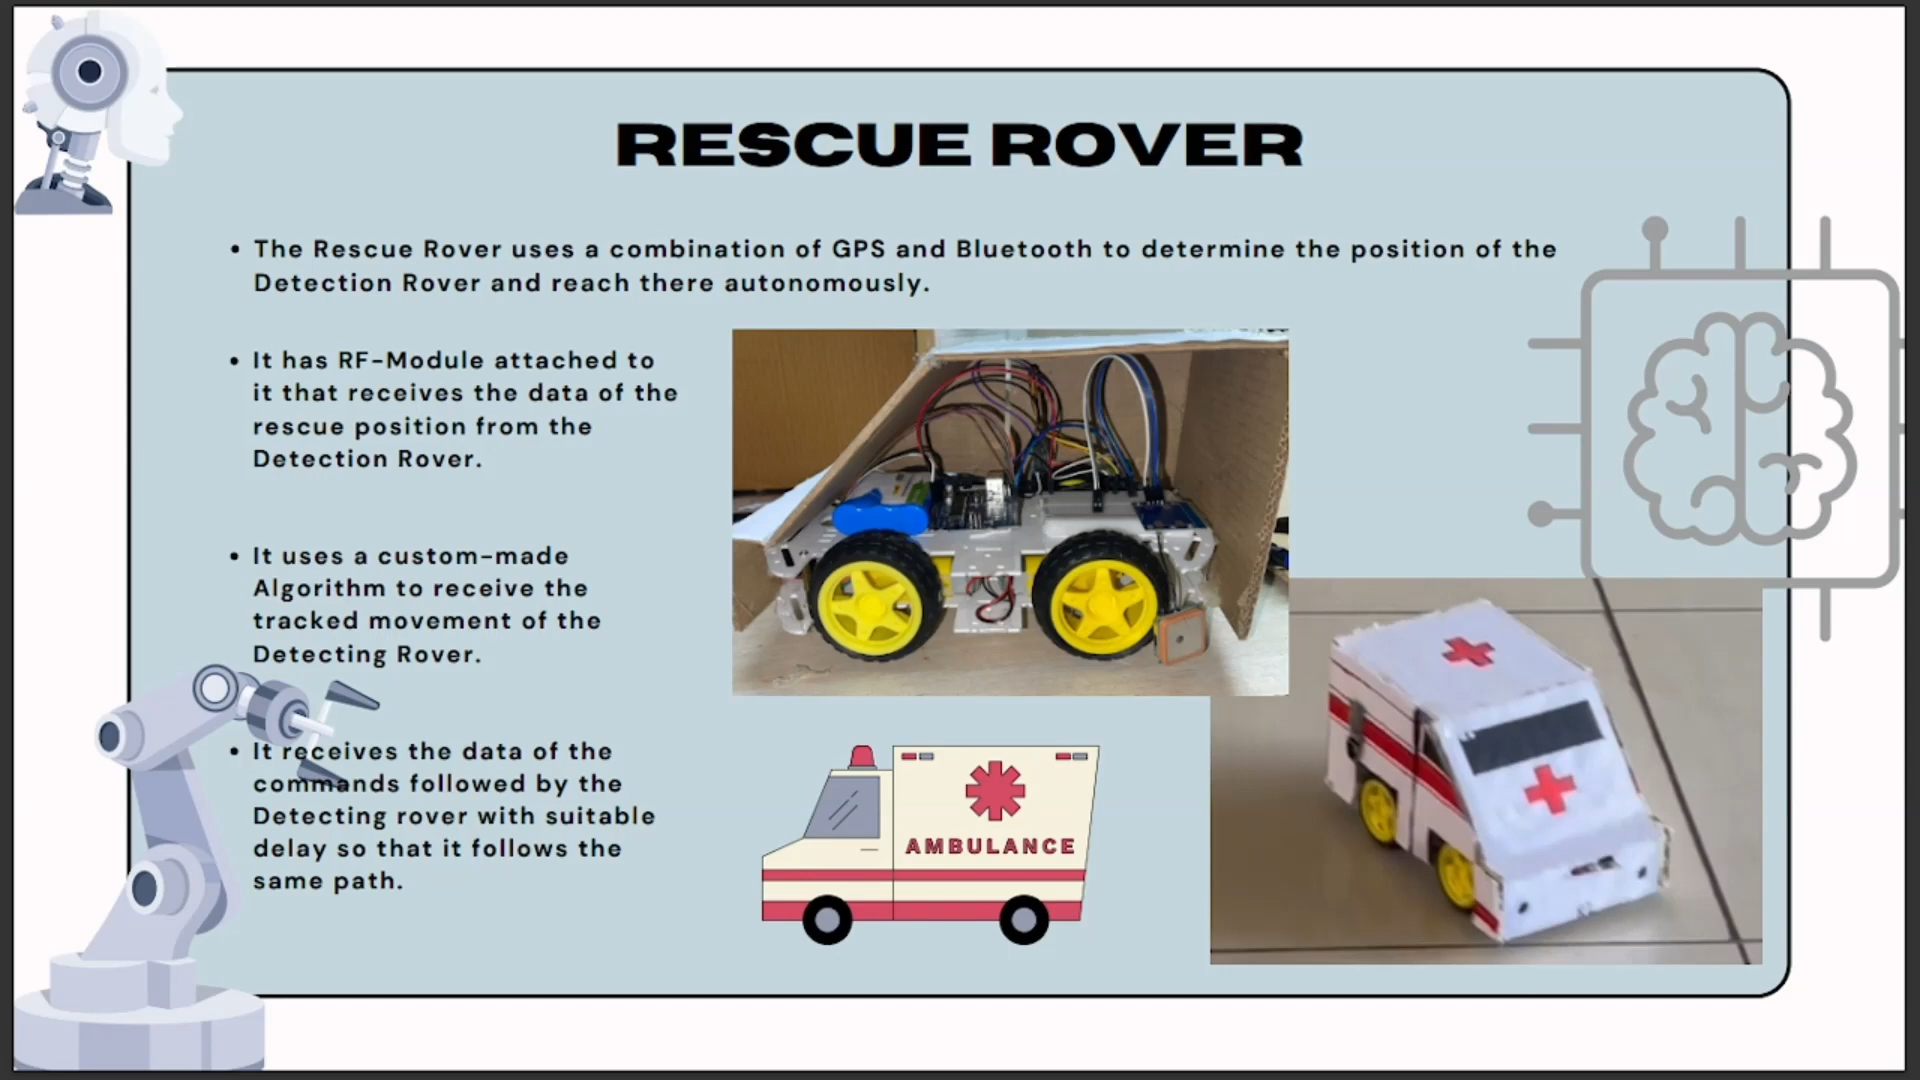 RESCUE ROVER
• The Rescue Rover uses a combination of GPS and Bluetooth to determine the position of the
Detection Rover and reach there autonomously.
• It has RF-Module attached to
it that receives the data of the
rescue position from the
Detection Rover.
• It uses a custom-made
Algorithm to receive the
tracked movement of the
Detecting Rover.
• It receives the data of the
commands followed by the
Detecting rover with suitable
delay so that it follows the
same path.
AMBULANCE